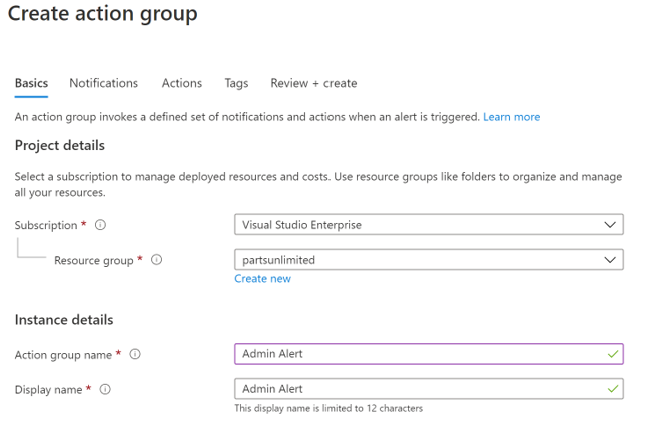 Create action group
Basics Notifications Actions Tags Review + create
An action group invokes a defined set of notifications and actions when an alert is triggered. Learn more
Project details
Select a subscription to manage deployed resources and costs. Use resource groups like folders to organize and manage
all your resources.
Subscription * Visual Studio Enterprise
Resource group * partsunlimited
Create new
Instance details
Action group name * Admin Alert
Display name * Admin Alert
This display name is limited to 12 characters